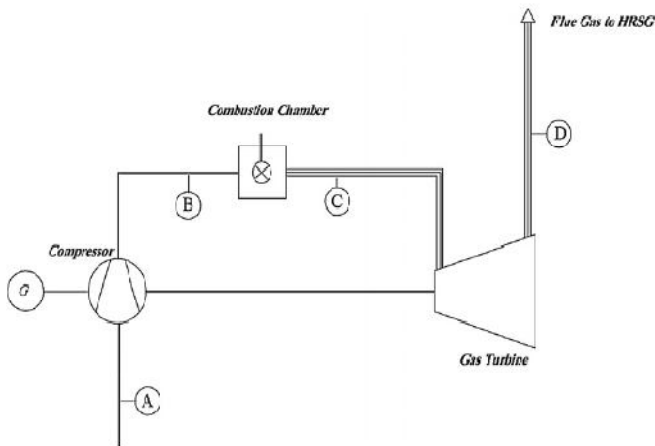 Flue Gas to HRSG
Combustion Chamber
D
B
C
Compressor
G
Gas Turbine
A